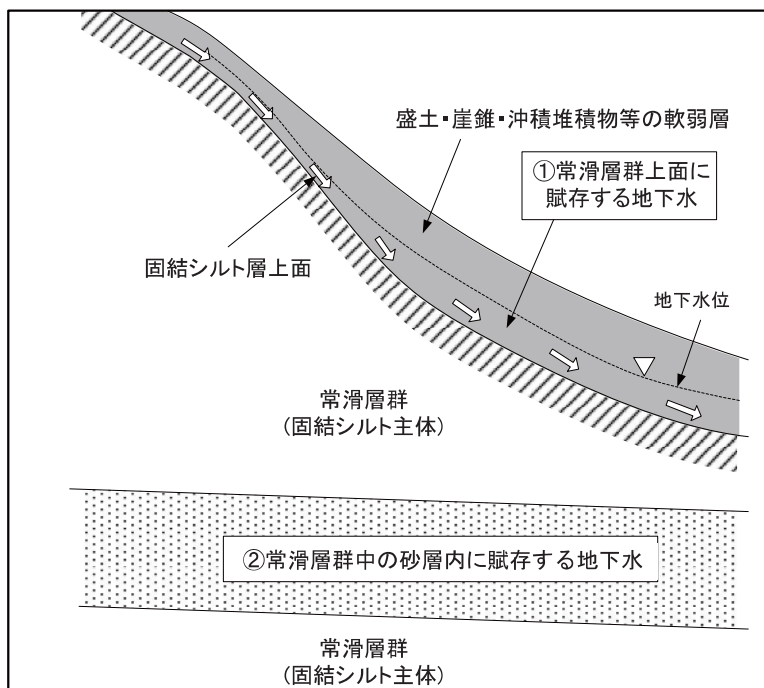 盛土・崖錐・沖積堆積物等の軟弱層
①常滑層群上面に
賦存する地下水
固結シルト層上面
地下水位
常滑層群
(固結シルト主体)
②常滑層群中の砂層内に賦存する地下水
常滑層群
(固結シルト主体)